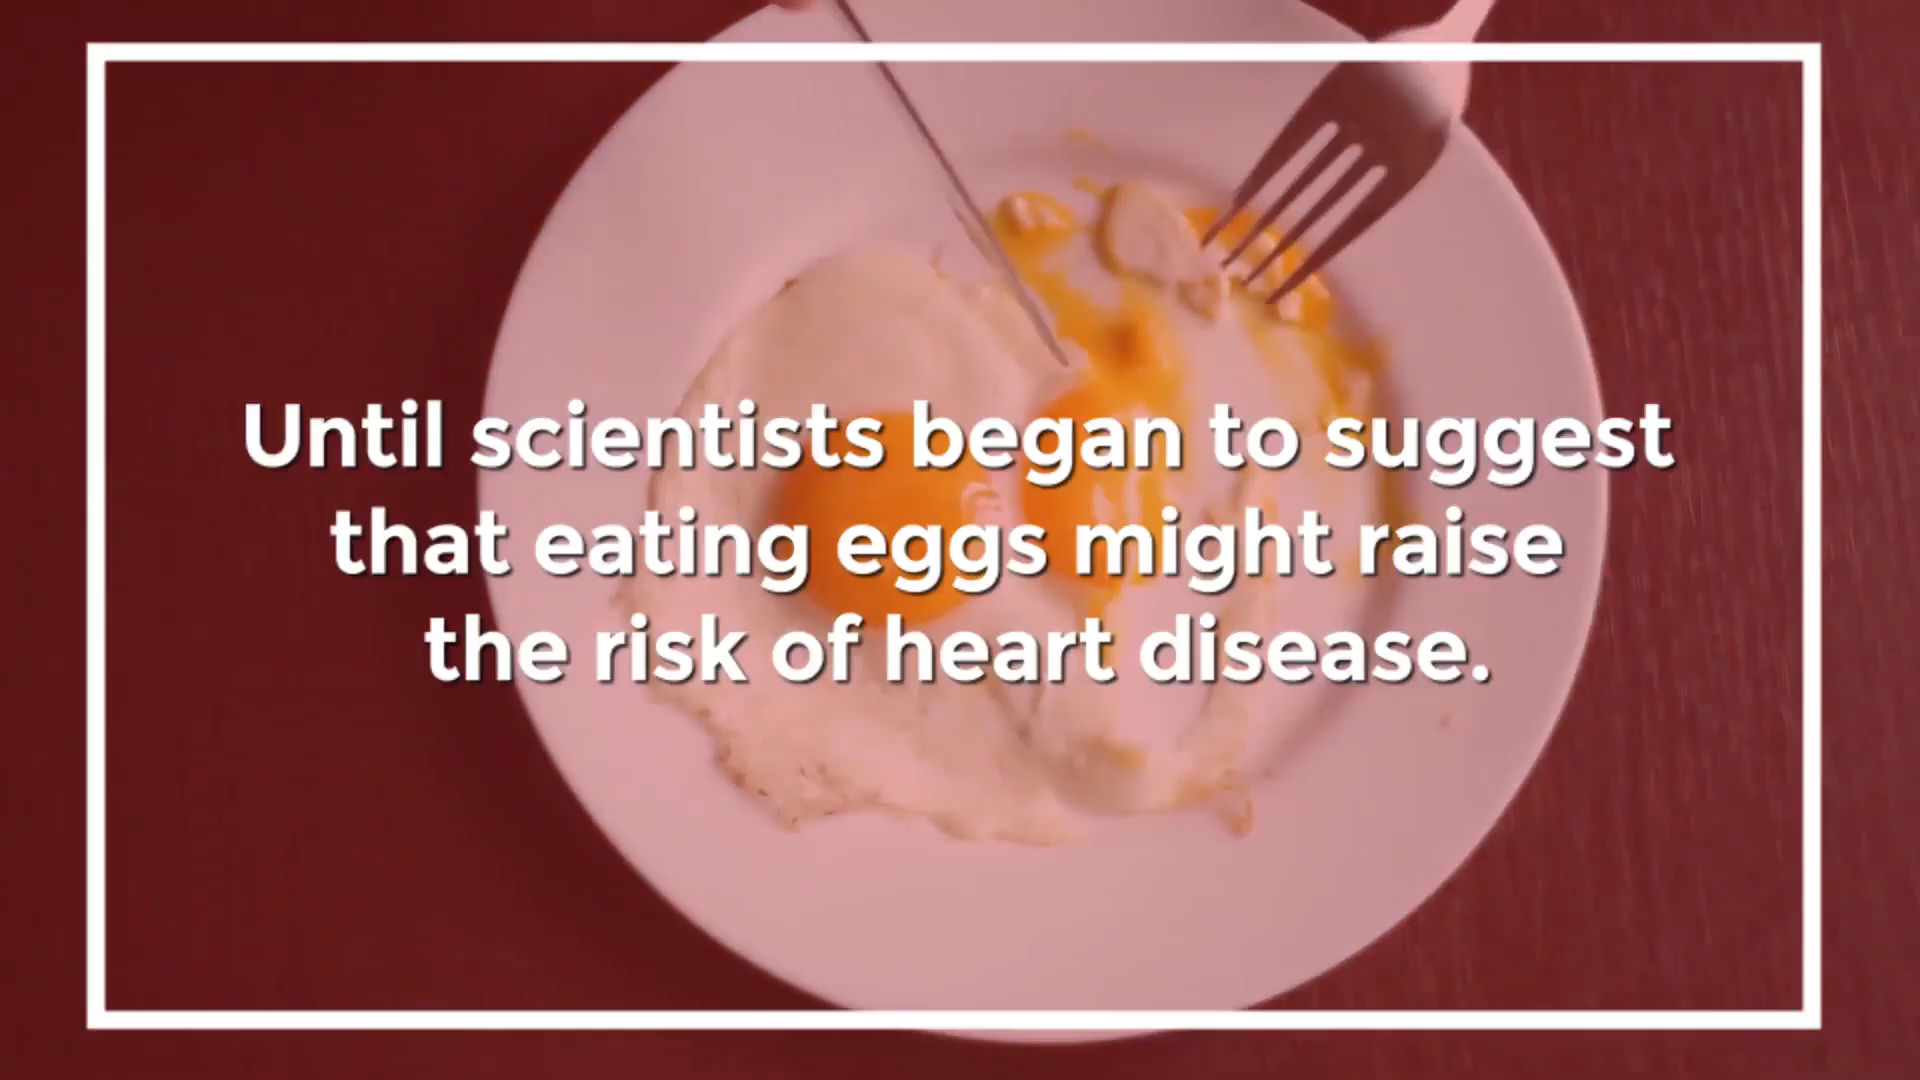 Until scientists began to suggest
that eating eggs might raise
the risk of heart disease.